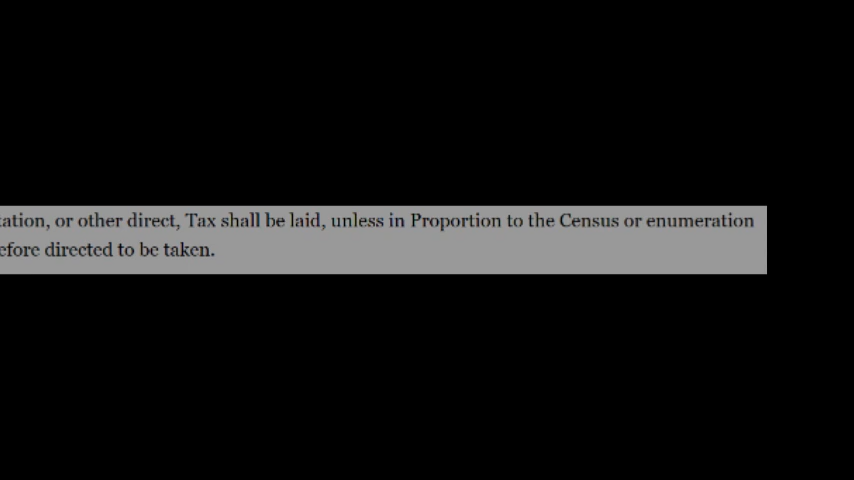 tation, or other direct, Tax shall be laid, unless in Proportion to the Census or enumeration
efore directed to be taken.